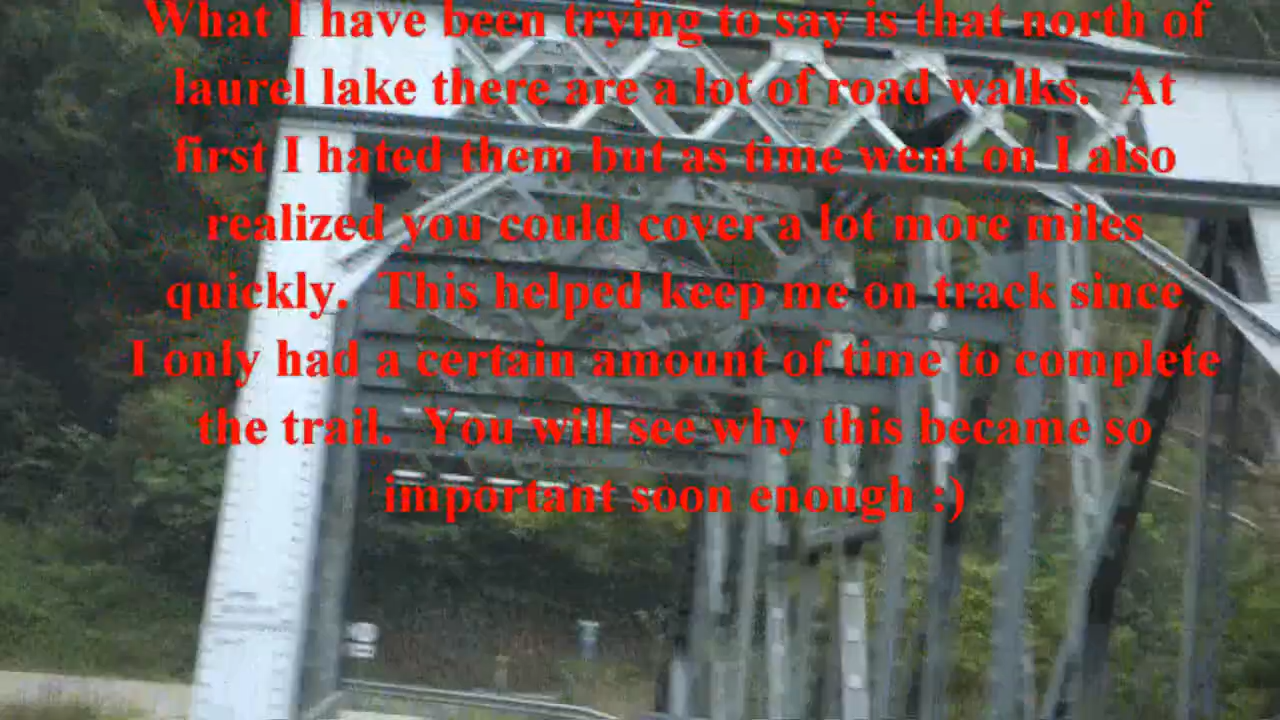 What I have been trying to say is that north of
laurel lake there are a lot of road walks.  At
first I hated them but as time went on I also
realized you could cover a lot more miles
quickly.  This helped keep me on track since
I only had a certain amount of time to complete
the trail.  You will see why this became so
important soon enough :)